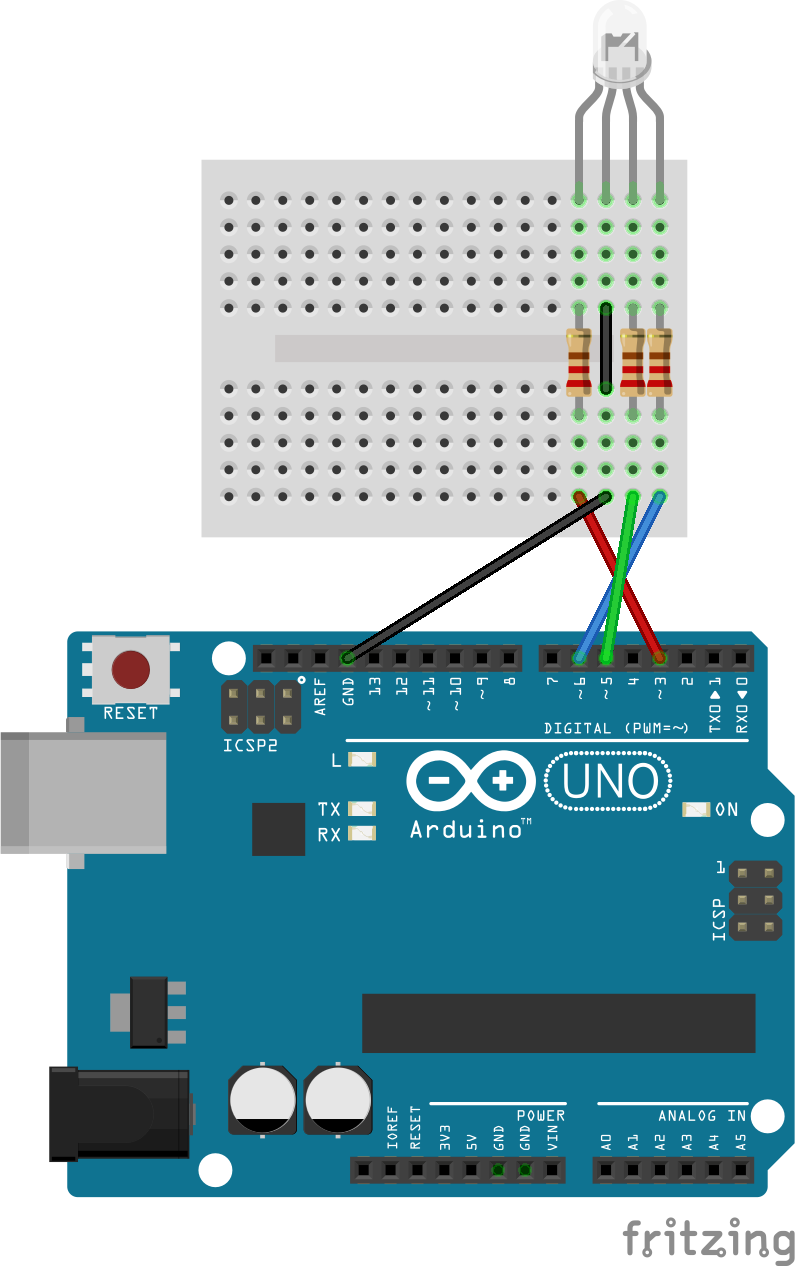 RESET
ICSP2
AREF
GND
13
12
~11
~10
~9
8
7
~6
~5
4
~3
2
TX0▶1
RX0◀0
DIGITAL (PWM=~)
L
TX
RX
Arduino™
UNO
ON
1
ICSP
IOREF
RESET
3V3
5V
GND
GND
VIN
POWER
A0
A1
A2
A3
A4
A5
ANALOG IN
fritzing